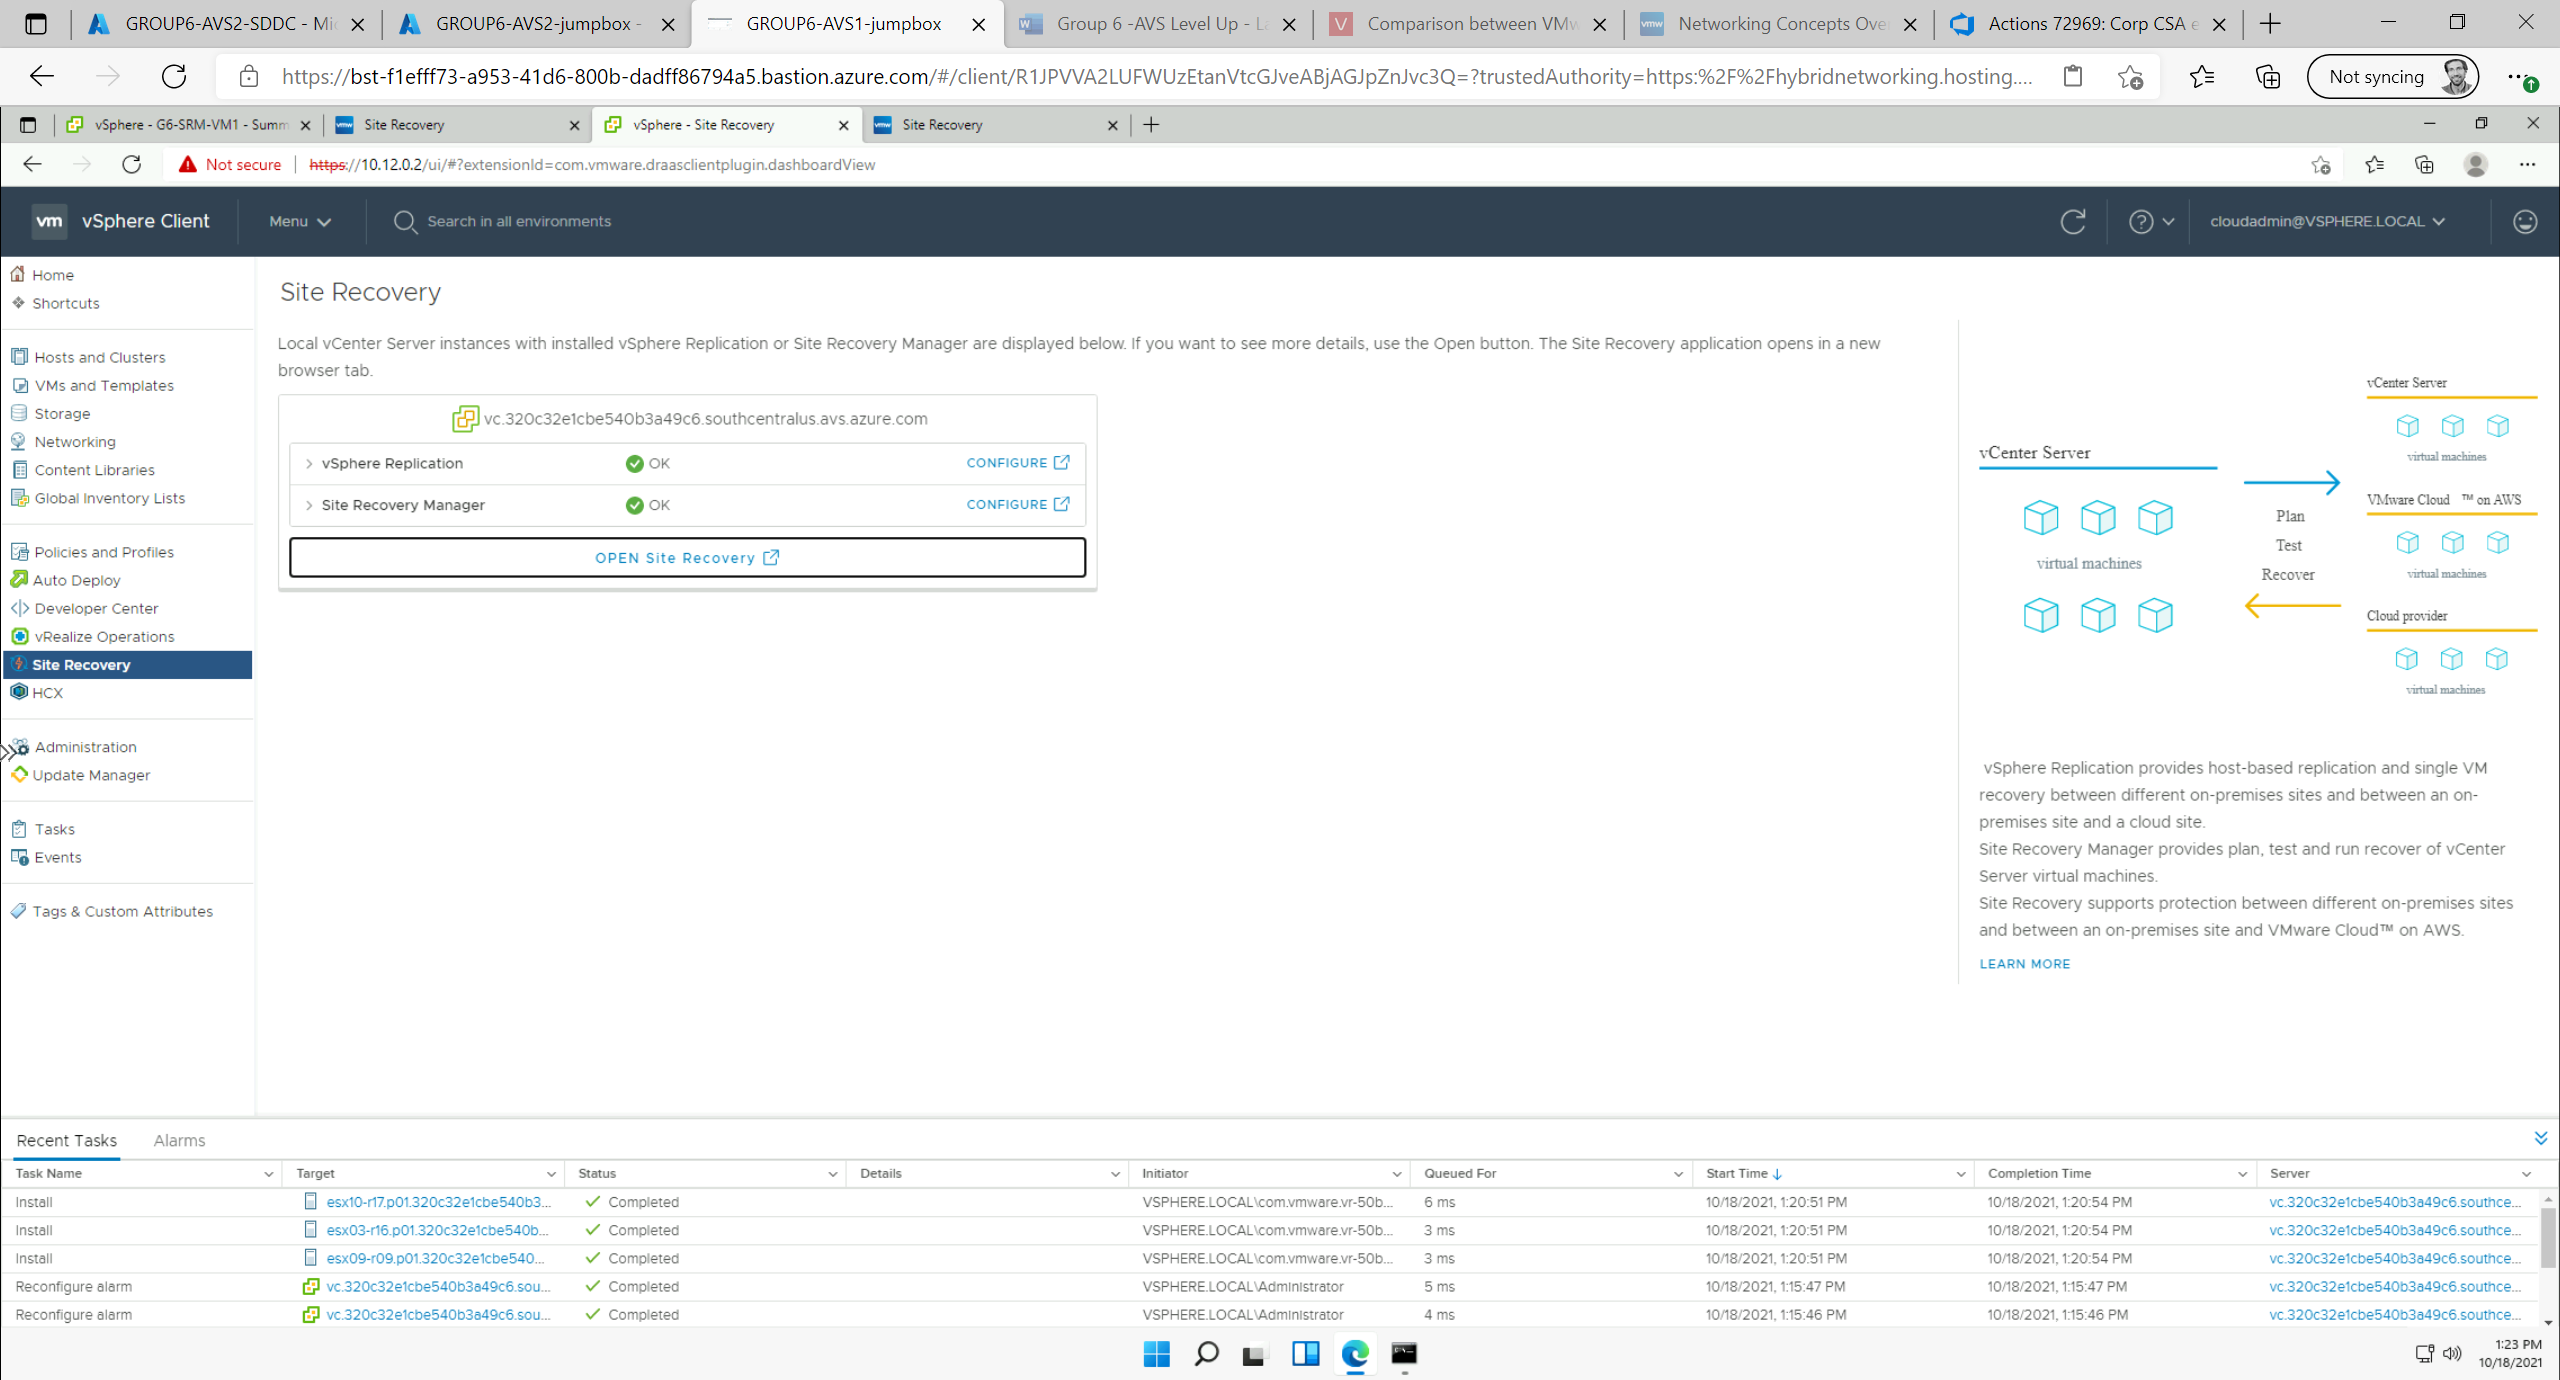 GROUP6-AVS2-SDDC - Mic
GROUP6-AVS2-jumpbox -
GROUP6-AVS1-jumpbox
Group 6 -AVS Level Up - La
Comparison between VMw
Networking Concepts Over
Actions 72969: Corp CSA e
https://bst-f1efff73-a953-41d6-800b-dadff86794a5.bastion.azure.com/#/client/R1JPVVA2LUFWUzEtanVtcGJveABjAGJpZnJvc3Q=?trustedAuthority=https:%2F%2Fhybridnetworking.hosting....
Not syncing
vSphere - G6-SRM-VM1 - Summ
Site Recovery
vSphere - Site Recovery
Site Recovery
Not secure
https://10.12.0.2/ui/#?extensionId=com.vmware.draasclientplugin.dashboardView
vm vSphere Client
Menu
Search in all environments
cloudadmin@VSPHERE.LOCAL
Home
Shortcuts
Hosts and Clusters
VMs and Templates
Storage
Networking
Content Libraries
Global Inventory Lists
Policies and Profiles
Auto Deploy
Developer Center
vRealize Operations
Site Recovery
HCX
Administration
Update Manager
Tasks
Events
Tags & Custom Attributes
Site Recovery
Local vCenter Server instances with installed vSphere Replication or Site Recovery Manager are displayed below. If you want to see more details, use the Open button. The Site Recovery application opens in a new
browser tab.
vc.320c32e1cbe540b3a49c6.southcentralus.avs.azure.com
vSphere Replication OK CONFIGURE
Site Recovery Manager OK CONFIGURE
OPEN Site Recovery
vCenter Server
virtual machines
Plan
Test
Recover
vCenter Server
virtual machines
VMware Cloud ™ on AWS
virtual machines
Cloud provider
virtual machines
vSphere Replication provides host-based replication and single VM
recovery between different on-premises sites and between an on-
premises site and a cloud site.
Site Recovery Manager provides plan, test and run recover of vCenter
Server virtual machines.
Site Recovery supports protection between different on-premises sites
and between an on-premises site and VMware Cloud™ on AWS.
LEARN MORE
Recent Tasks Alarms
Task Name Target Status Details Initiator Queued For Start Time Completion Time Server
Install esx10-r17.p01.320c32e1cbe540b3... Completed VSPHERE.LOCAL\com.vmware.vr-50b... 6 ms 10/18/2021, 1:20:51 PM 10/18/2021, 1:20:54 PM vc.320c32e1cbe540b3a49c6.southce...
Install esx03-r16.p01.320c32e1cbe540b... Completed VSPHERE.LOCAL\com.vmware.vr-50b... 3 ms 10/18/2021, 1:20:51 PM 10/18/2021, 1:20:54 PM vc.320c32e1cbe540b3a49c6.southce...
Install esx09-r09.p01.320c32e1cbe540... Completed VSPHERE.LOCAL\com.vmware.vr-50b... 3 ms 10/18/2021, 1:20:51 PM 10/18/2021, 1:20:54 PM vc.320c32e1cbe540b3a49c6.southce...
Reconfigure alarm vc.320c32e1cbe540b3a49c6.sou... Completed VSPHERE.LOCAL\Administrator 5 ms 10/18/2021, 1:15:47 PM 10/18/2021, 1:15:47 PM vc.320c32e1cbe540b3a49c6.southce...
Reconfigure alarm vc.320c32e1cbe540b3a49c6.sou... Completed VSPHERE.LOCAL\Administrator 4 ms 10/18/2021, 1:15:46 PM 10/18/2021, 1:15:46 PM vc.320c32e1cbe540b3a49c6.southce...
1:23 PM
10/18/2021